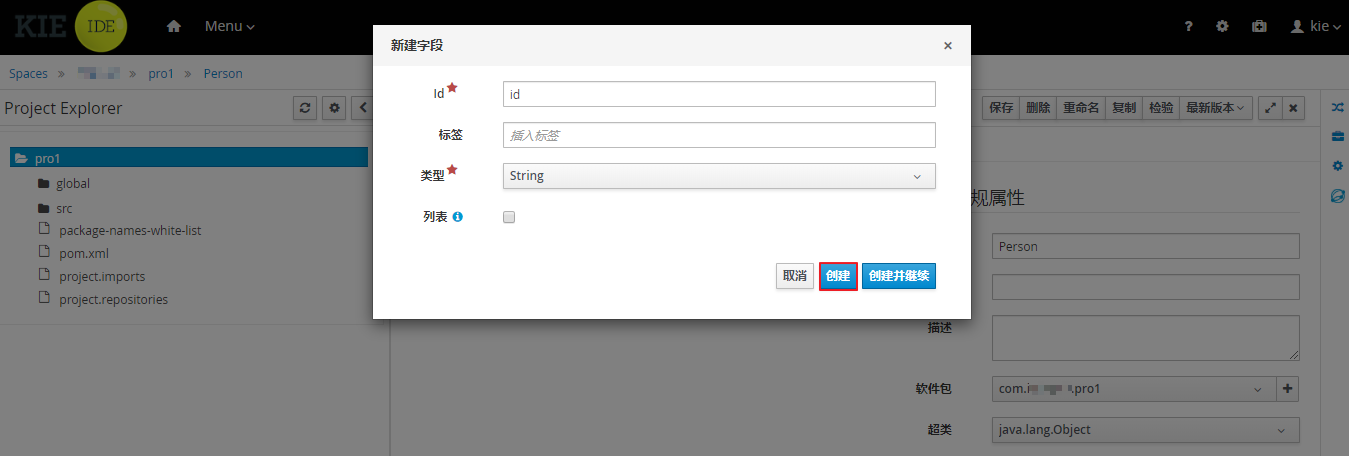 KIE IDE Menu ? kie
Spaces » » pro1 » Person
Project Explorer
pro1
global
src
package-names-white-list
pom.xml
project.imports
project.repositories
新建字段 ×
Id id
标签 插入标签
类型 String
列表
取消 创建 创建并继续
保存 删除 重命名 复制 检验 最新版本
规属性
Person
描述
软件包 com.i .pro1
超类 java.lang.Object